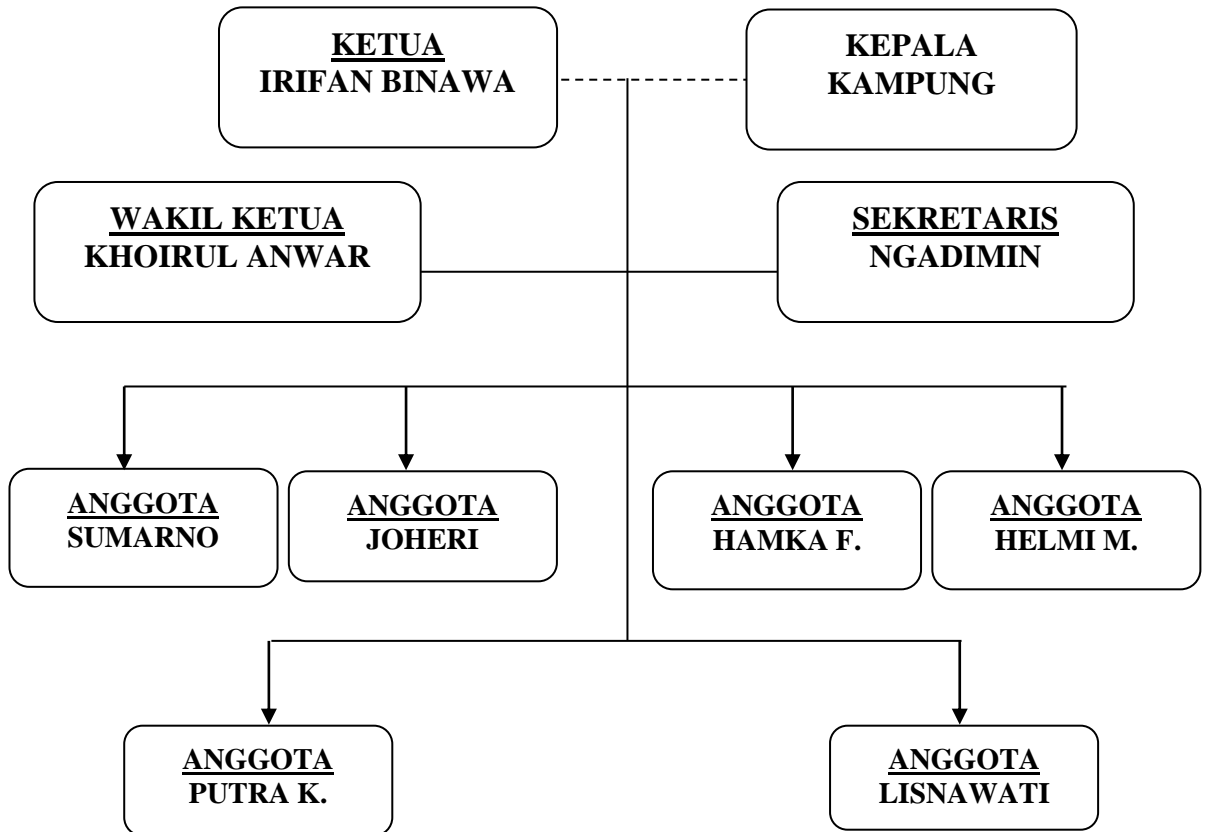 KETUA
IRIFAN BINAWA
KEPALA
KAMPUNG
WAKIL KETUA
KHOIRUL ANWAR
SEKRETARIS
NGADIMIN
ANGGOTA
SUMARNO
ANGGOTA
JOHERI
ANGGOTA
HAMKA F.
ANGGOTA
HELMI M.
ANGGOTA
PUTRA K.
ANGGOTA
LISNAWATI